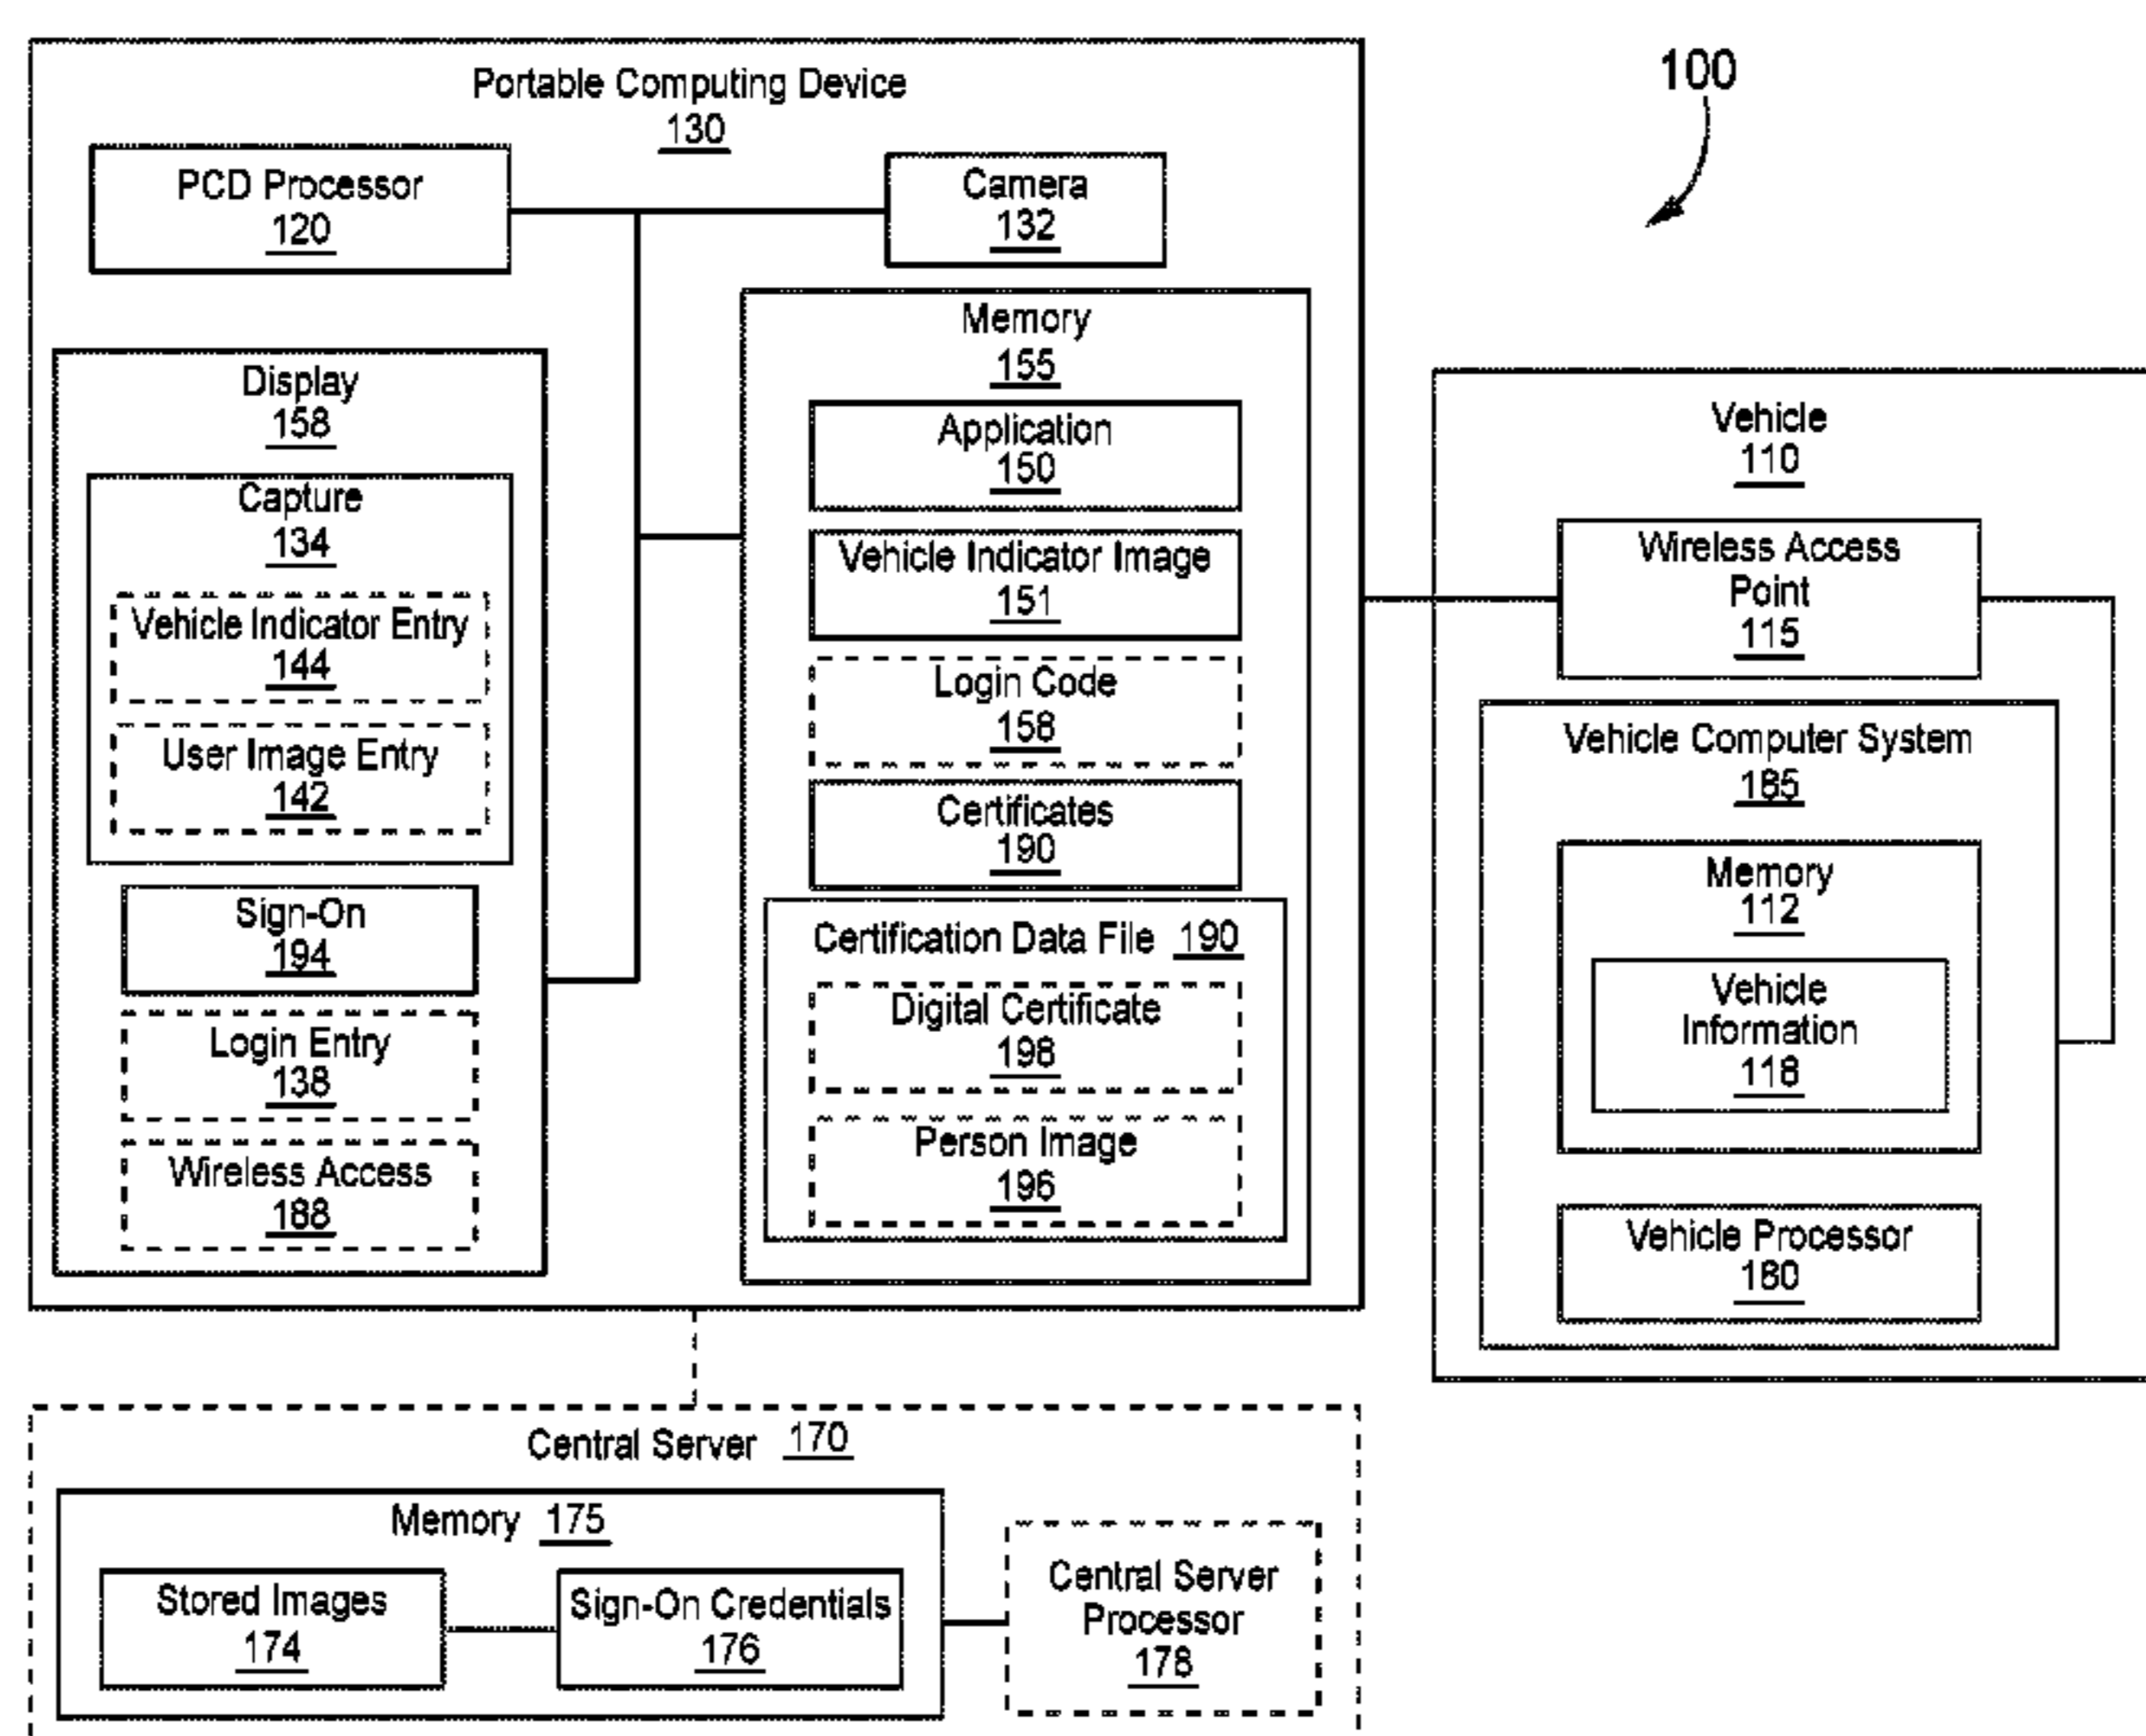 100
Portable Computing Device
130
PCD Processor
120
Camera
132
Display
158
Capture
134
Vehicle Indicator Entry
144
User Image Entry
142
Sign-On
194
Login Entry
138
Wireless Access
188
Memory
155
Application
150
Vehicle Indicator Image
151
Login Code
158
Certificates
190
Certification Data File 190
Digital Certificate
198
Person Image
196
Vehicle
110
Wireless Access
Point
115
Vehicle Computer System
185
Memory
112
Vehicle
Information
118
Vehicle Processor
180
Central Server 170
Memory 175
Stored Images
174
Sign-On Credentials
176
Central Server
Processor
178